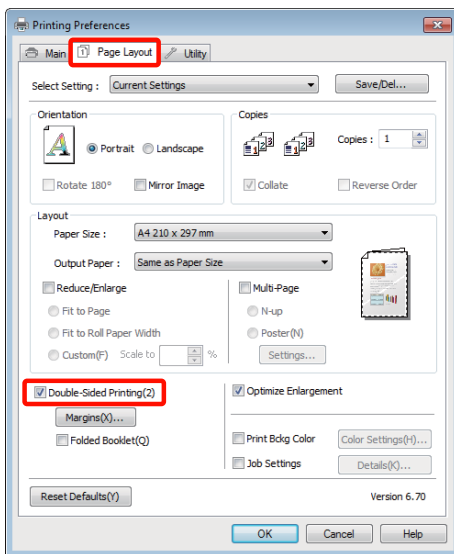 Printing Preferences
Main Page Layout Utility
Select Setting : Current Settings Save/Del...
Orientation Copies
Portrait Landscape Copies : 1
Rotate 180° Mirror Image Collate Reverse Order
Layout
Paper Size : A4 210 x 297 mm
Output Paper : Same as Paper Size
Reduce/Enlarge Multi-Page
Fit to Page N-up
Fit to Roll Paper Width Poster(N)
Custom(F) Scale to % Settings...
Double-Sided Printing(2) Optimize Enlargement
Margins(X)...
Folded Booklet(Q) Print Bckg Color Color Settings(H)...
Job Settings Details(K)...
Reset Defaults(Y) Version 6.70
OK Cancel Help